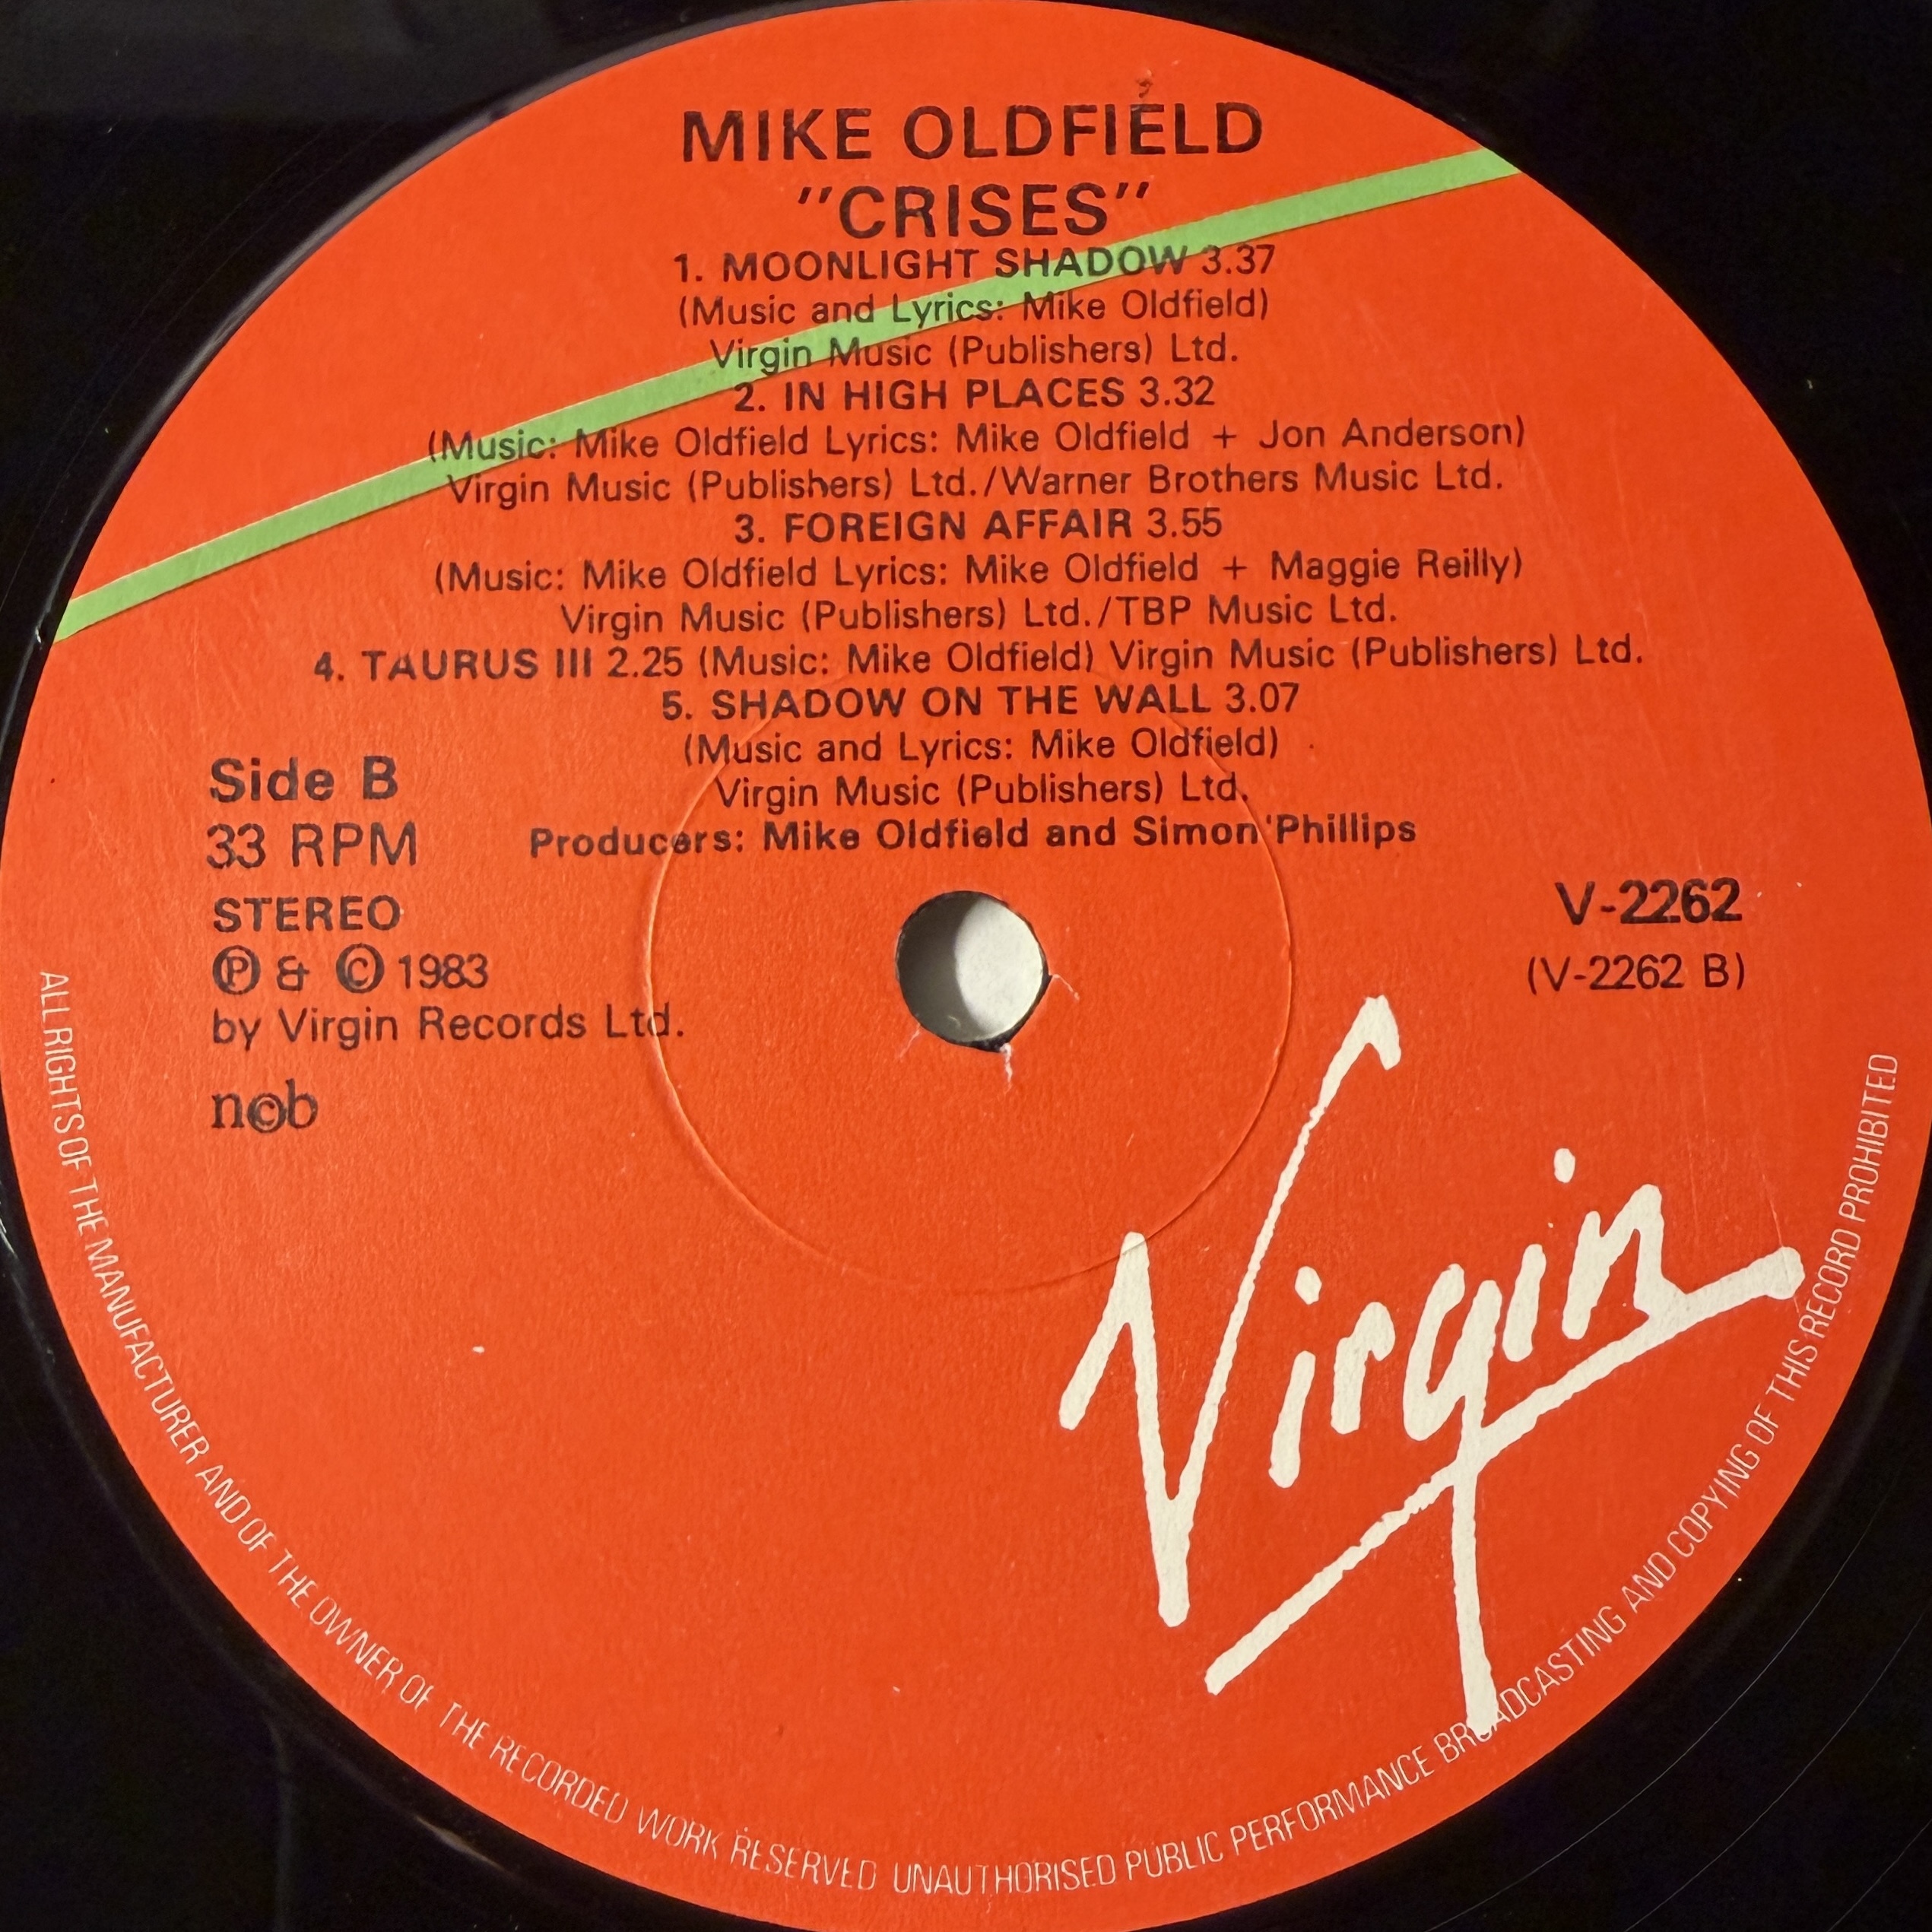 MIKE OLDFIELD
"CRISES"
1. MOONLIGHT SHADOW 3.37
(Music and Lyrics: Mike Oldfield)
Virgin Music (Publishers) Ltd.
2. IN HIGH PLACES 3.32
(Music: Mike Oldfield Lyrics: Mike Oldfield + Jon Anderson)
Virgin Music (Publishers) Ltd./Warner Brothers Music Ltd.
3. FOREIGN AFFAIR 3.55
(Music: Mike Oldfield Lyrics: Mike Oldfield + Maggie Reilly)
Virgin Music (Publishers) Ltd./TBP Music Ltd.
4. TAURUS III 2.25 (Music: Mike Oldfield) Virgin Music (Publishers) Ltd.
5. SHADOW ON THE WALL 3.07
(Music and Lyrics: Mike Oldfield)
Virgin Music (Publishers) Ltd.
Producers: Mike Oldfield and Simon Phillips
Side B
33 RPM
STEREO
Ⓟ & © 1983
by Virgin Records Ltd.
n©b
V-2262
(V-2262 B)
Virgin
ALL RIGHTS OF THE MANUFACTURER AND OF THE OWNER OF THE RECORDED WORK RESERVED UNAUTHORISED PUBLIC PERFORMANCE BROADCASTING AND COPYING OF THIS RECORD PROHIBITED